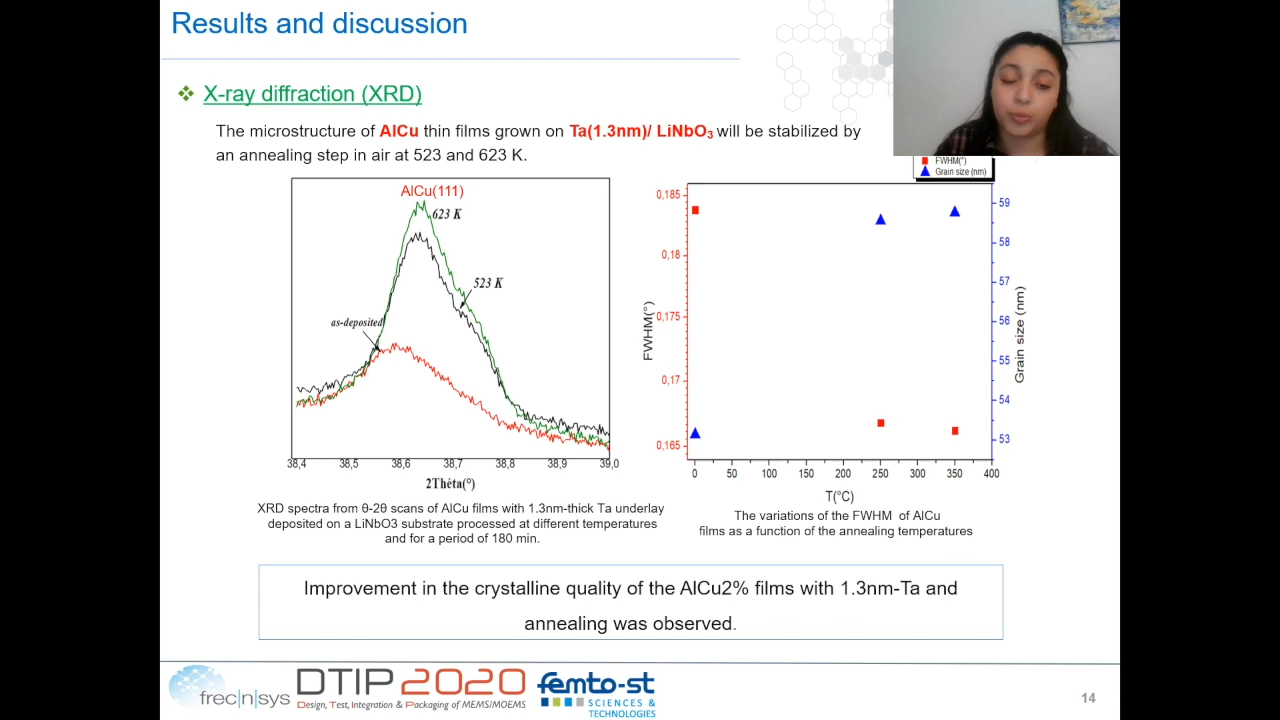 Results and discussion
❖ X-ray diffraction (XRD)
The microstructure of AlCu thin films grown on Ta(1.3nm)/ LiNbO3 will be stabilized by
an annealing step in air at 523 and 623 K.
AlCu(111)
623 K
523 K
as-deposited
38,4 38,5 38,6 38,7 38,8 38,9 39,0
2Théta(°)
XRD spectra from θ-2θ scans of AlCu films with 1.3nm-thick Ta underlay
deposited on a LiNbO3 substrate processed at different temperatures
and for a period of 180 min.
FWHM(°)
Grain size (nm)
0,185
0,18
0,175
0,17
0,165
FWHM(°)
59
58
57
56
55
54
53
Grain size (nm)
0 50 100 150 200 250 300 350 400
T(°C)
The variations of the FWHM of AlCu
films as a function of the annealing temperatures
Improvement in the crystalline quality of the AlCu2% films with 1.3nm-Ta and
annealing was observed.
frec|n|sys
DTIP 2020
Design, Test, Integration & Packaging of MEMS/MOEMS
femto-st
SCIENCES &
TECHNOLOGIES
14